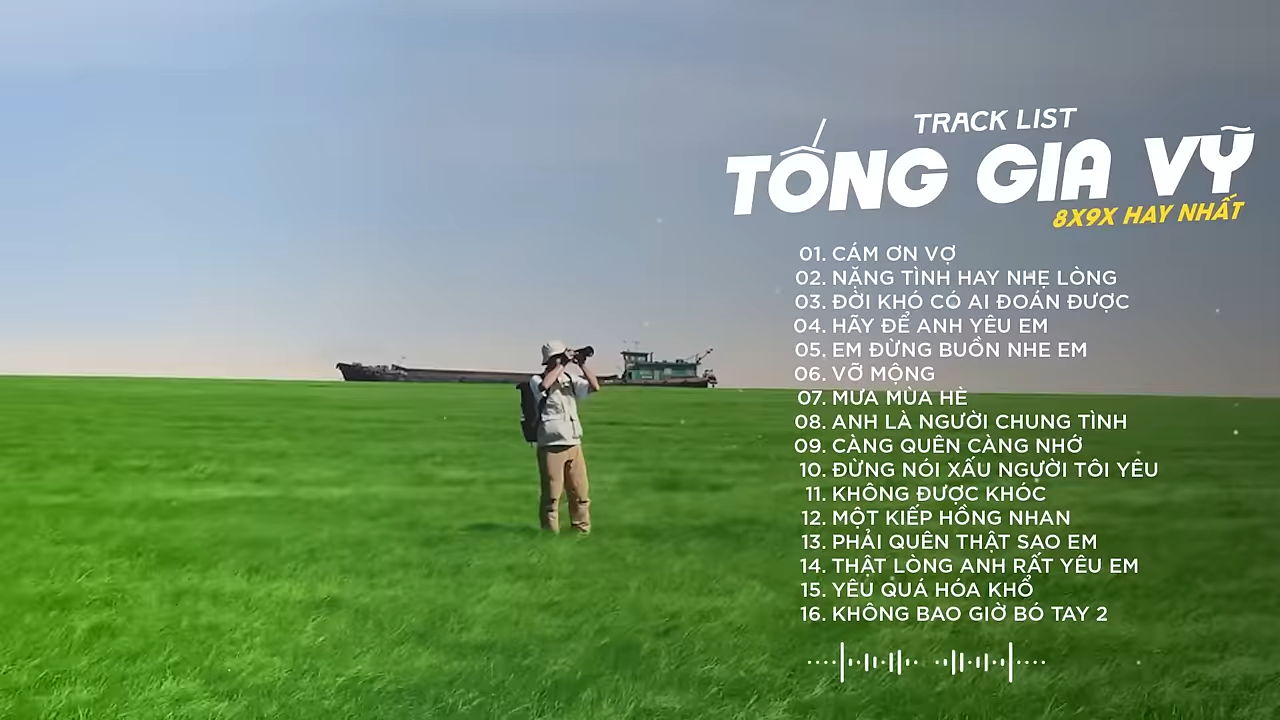 TRACK LIST
TỐNG GIA VỸ
8X9X HAY NHẤT
01. CÁM ƠN VỢ
02. NẶNG TÌNH HAY NHẸ LÒNG
03. ĐỜI KHÓ CÓ AI ĐOÁN ĐƯỢC
04. HÃY ĐỂ ANH YÊU EM
05. EM ĐỪNG BUỒN NHE EM
06. VỠ MỘNG
07. MƯA MÙA HÈ
08. ANH LÀ NGƯỜI CHUNG TÌNH
09. CÀNG QUÊN CÀNG NHỚ
10. ĐỪNG NÓI XẤU NGƯỜI TÔI YÊU
11. KHÔNG ĐƯỢC KHÓC
12. MỘT KIẾP HỒNG NHAN
13. PHẢI QUÊN THẬT SAO EM
14. THẬT LÒNG ANH RẤT YÊU EM
15. YÊU QUÁ HÓA KHỔ
16. KHÔNG BAO GIỜ BÓ TAY 2